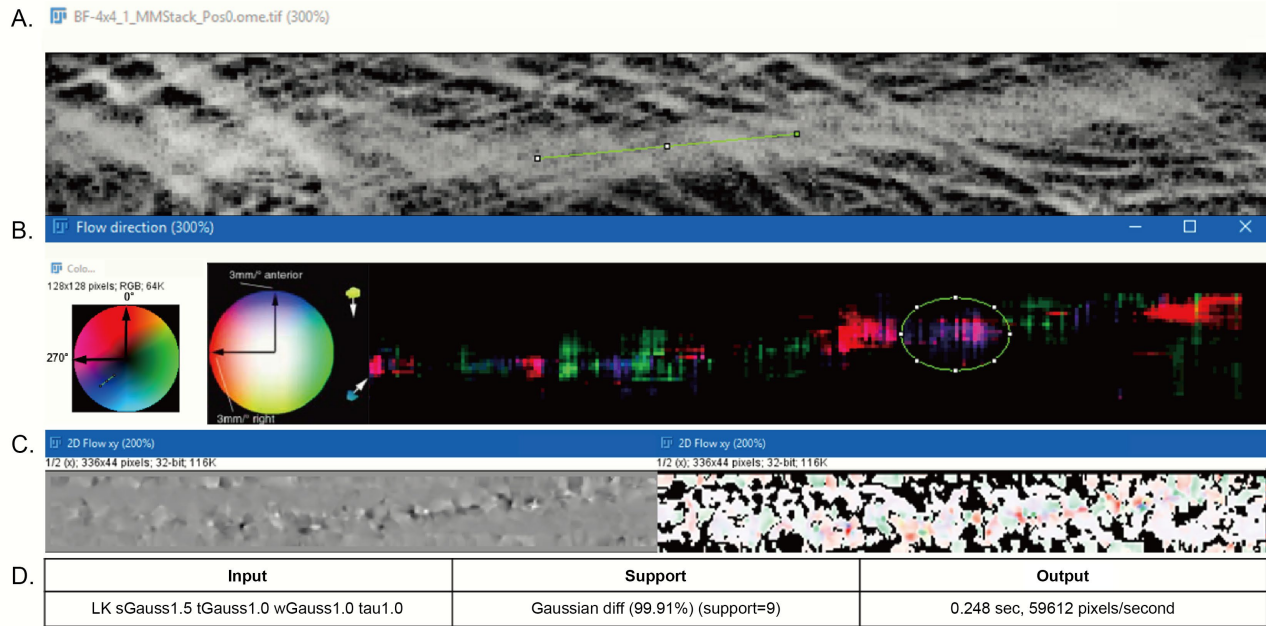 A.
BF-4x4_1_MMStack_Pos0.ome.tif (300%)
B.
Flow direction (300%)
Colo...
128x128 pixels; RGB; 64K
0°
270°
3mm/° anterior
3mm/° right
C.
2D Flow xy (200%)
2D Flow xy (200%)
1/2 (x); 336x44 pixels; 32-bit; 116K
1/2 (x); 336x44 pixels; 32-bit; 116K
D.
Input Support Output
LK sGauss1.5 tGauss1.0 wGauss1.0 tau1.0 Gaussian diff (99.91%) (support=9) 0.248 sec, 59612 pixels/second